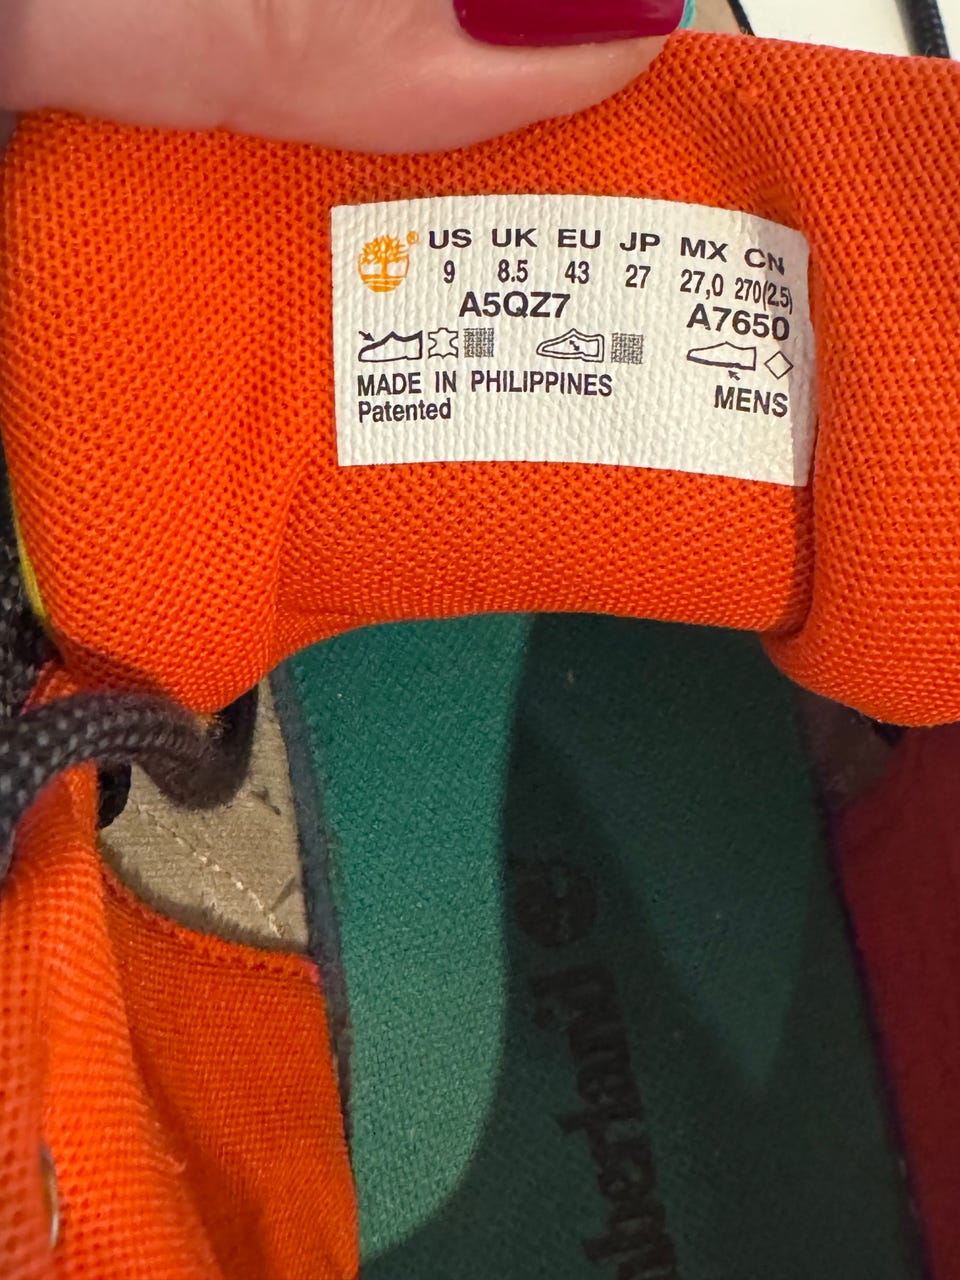 ® US UK EU JP MX CN
9 8.5 43 27 27,0 270(2.5)
A5QZ7 A7650
MADE IN PHILIPPINES
Patented MENS
Timberland